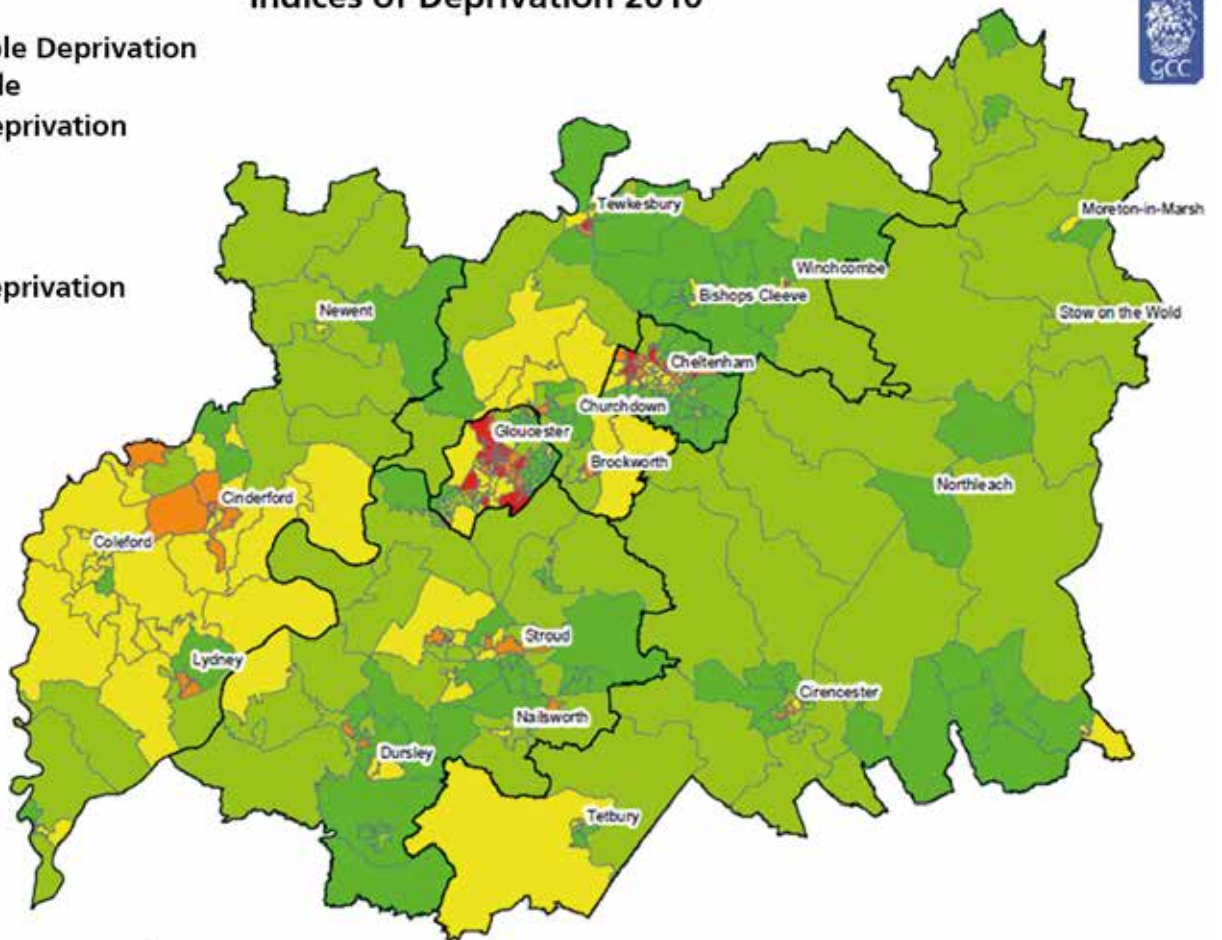 Indices of Deprivation 2010
ple Deprivation
le
eprivation
eprivation
GCC
Tewkesbury
Moreton-in-Marsh
Winchcombe
Bishops Cleeve
Newent
Stow on the Wold
Cheltenham
Churchdown
Gloucester
Brockworth
Northleach
Cinderford
Coleford
Stroud
Lydney
Cirencester
Nailsworth
Dursley
Tetbury